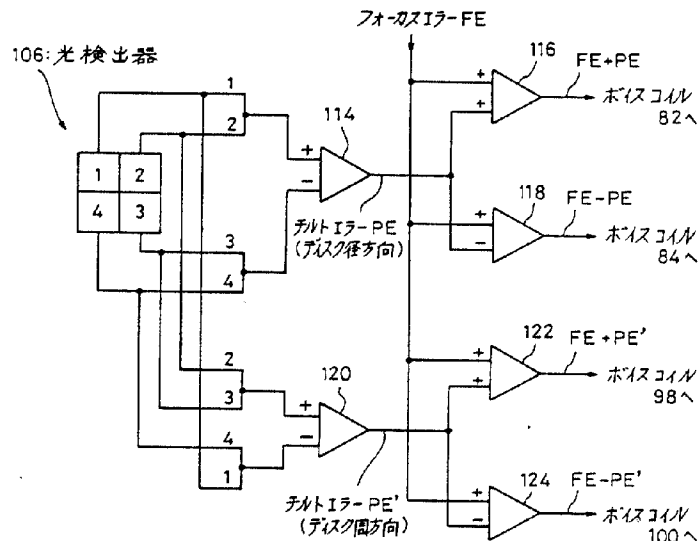 フォーカスエラーFE
106:光検出器
116
FE+PE
ボイスコイル
82へ
1
2
114
+
+
+
-
1 2
4 3
チルトエラーPE
(ディスク径方向)
118
FE-PE
ボイスコイル
84へ
+
-
3
4
122
FE+PE'
ボイスコイル
98へ
+
+
2
3
120
+
-
4
1
チルトエラーPE'
(ディスク周方向)
124
FE-PE'
ボイスコイル
100へ
+
-